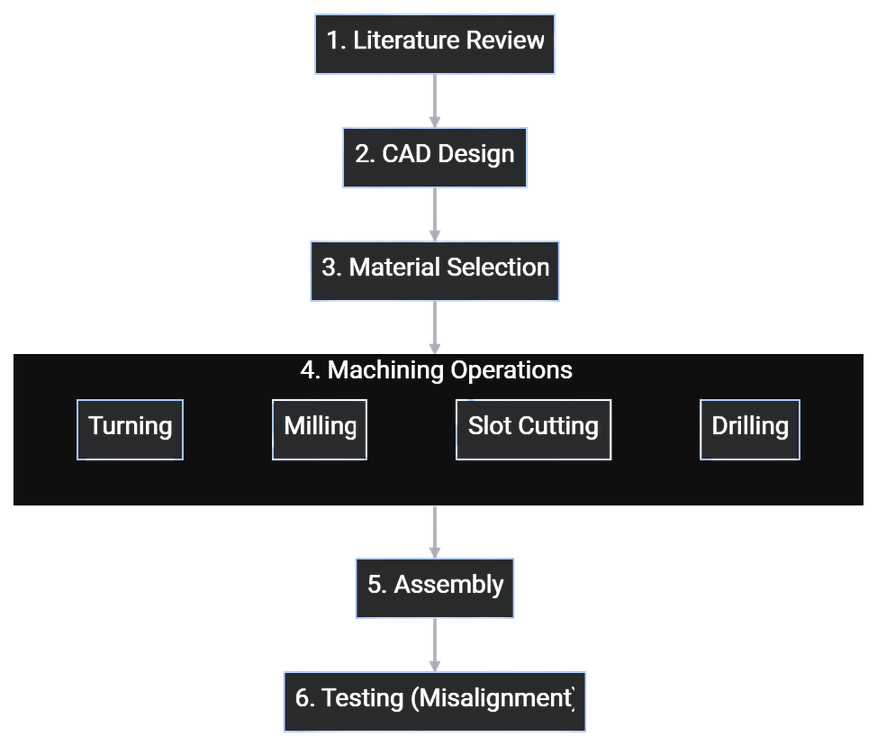 1. Literature Review
2. CAD Design
3. Material Selection
4. Machining Operations
Turning
Milling
Slot Cutting
Drilling
5. Assembly
6. Testing (Misalignment)